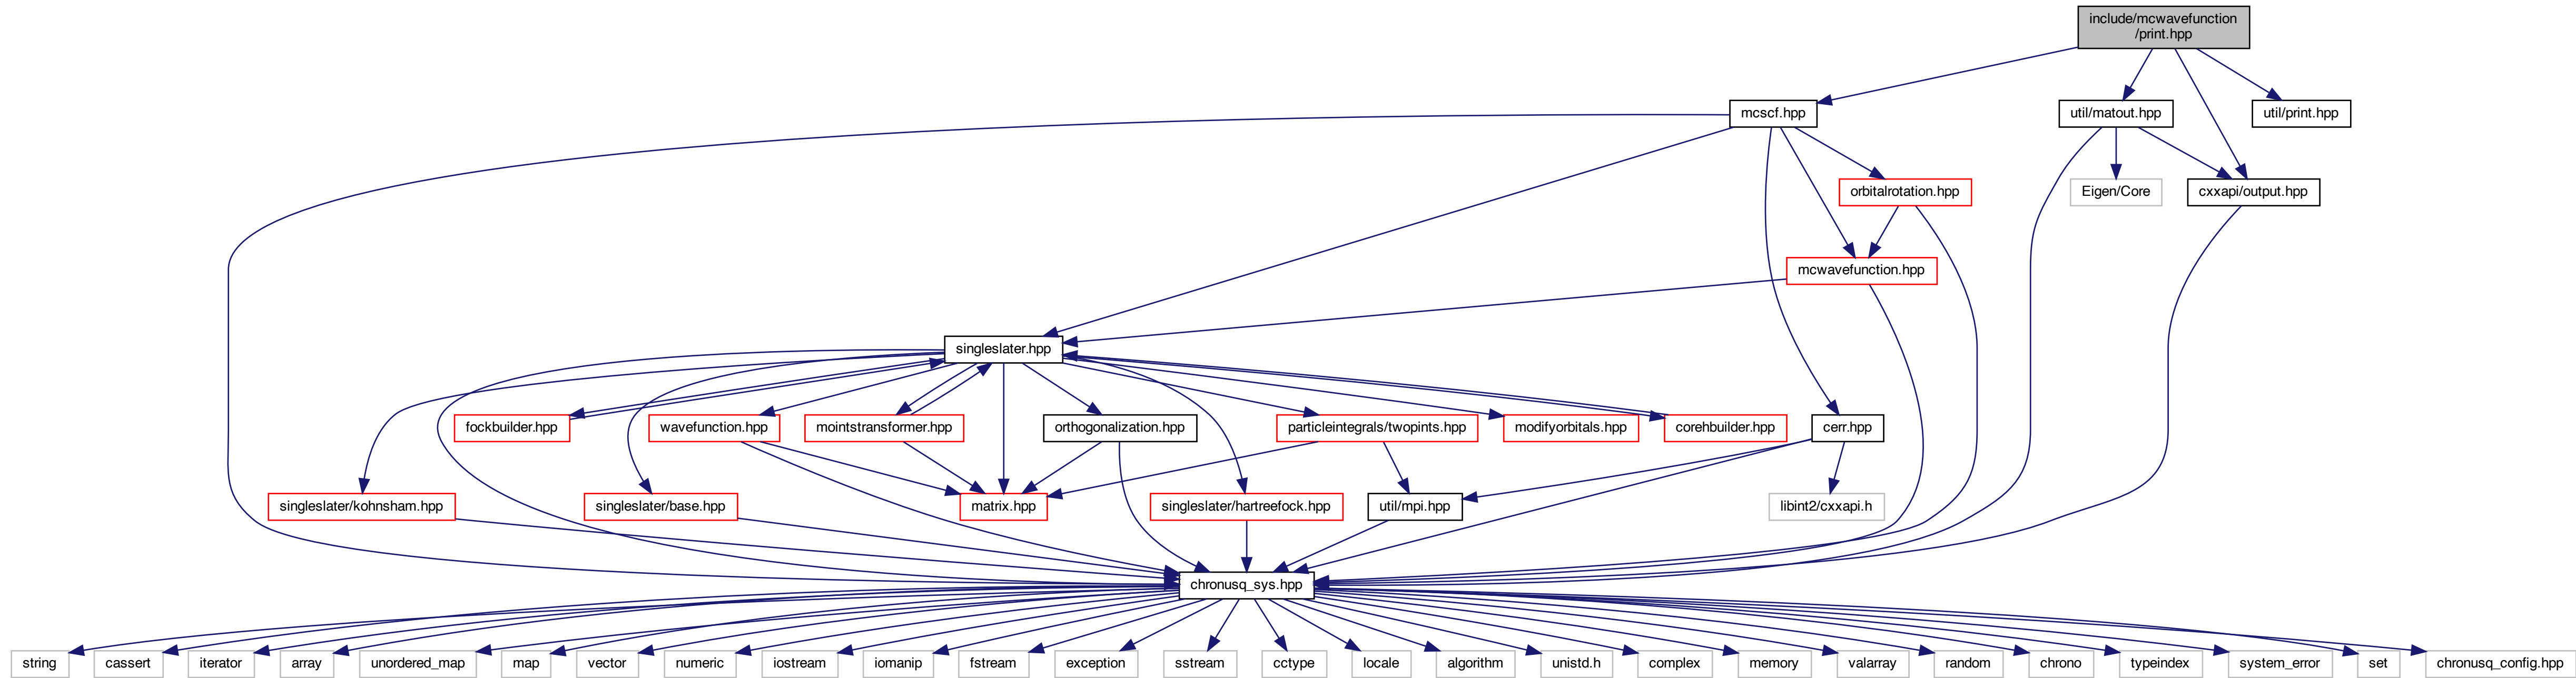 include/mcwavefunction
/print.hpp
mcscf.hpp
util/matout.hpp
util/print.hpp
orbitalrotation.hpp
Eigen/Core
cxxapi/output.hpp
mcwavefunction.hpp
singleslater.hpp
fockbuilder.hpp
wavefunction.hpp
mointstransformer.hpp
orthogonalization.hpp
particleintegrals/twopints.hpp
modifyorbitals.hpp
corehbuilder.hpp
cerr.hpp
singleslater/kohnsham.hpp
singleslater/base.hpp
matrix.hpp
singleslater/hartreefock.hpp
util/mpi.hpp
libint2/cxxapi.h
chronusq_sys.hpp
string
cassert
iterator
array
unordered_map
map
vector
numeric
iostream
iomanip
fstream
exception
sstream
cctype
locale
algorithm
unistd.h
complex
memory
valarray
random
chrono
typeindex
system_error
set
chronusq_config.hpp